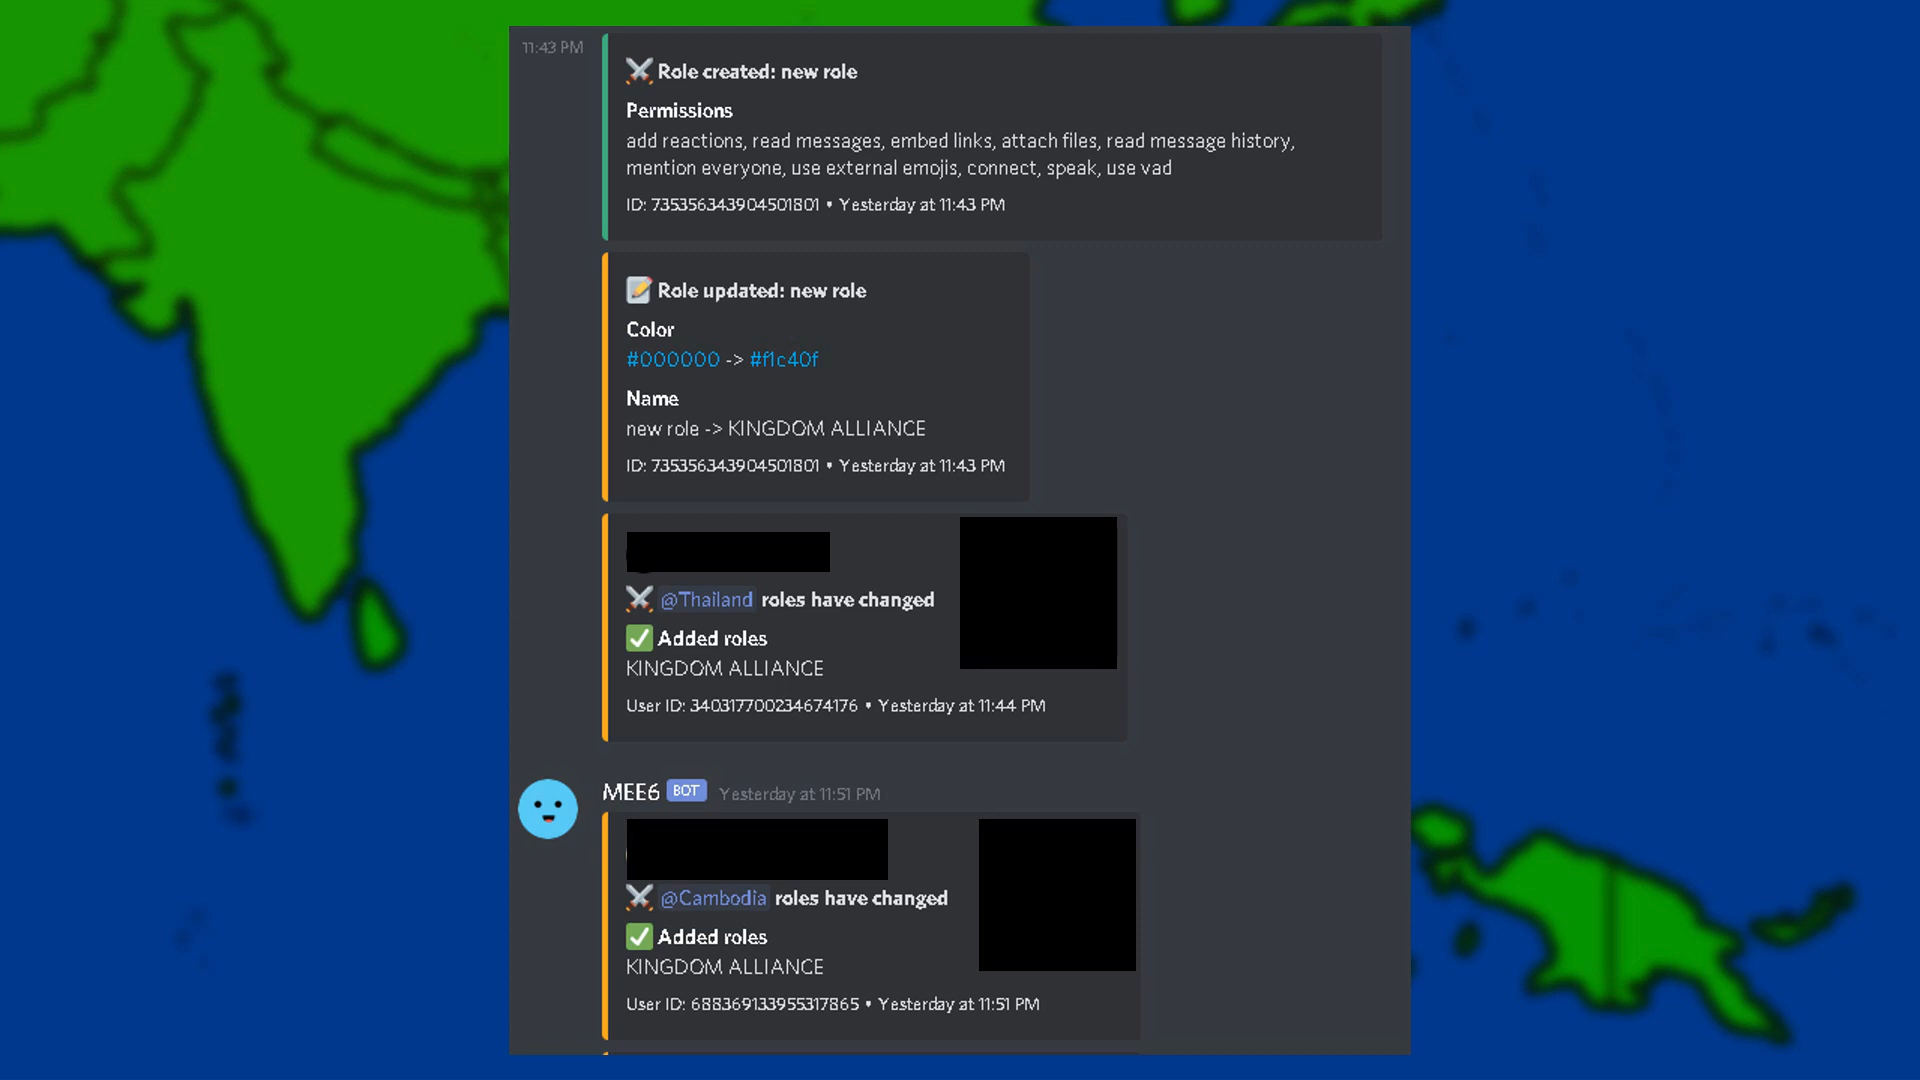 11:43 PM
Role created: new role
Permissions
add reactions, read messages, embed links, attach files, read message history,
mention everyone, use external emojis, connect, speak, use vad
ID: 735356343904501801 • Yesterday at 11:43 PM
Role updated: new role
Color
#000000 -> #f1c40f
Name
new role -> KINGDOM ALLIANCE
ID: 735356343904501801 • Yesterday at 11:43 PM
@Thailand roles have changed
Added roles
KINGDOM ALLIANCE
User ID: 340317700234674176 • Yesterday at 11:44 PM
MEE6 BOT Yesterday at 11:51 PM
@Cambodia roles have changed
Added roles
KINGDOM ALLIANCE
User ID: 688369133955317865 • Yesterday at 11:51 PM